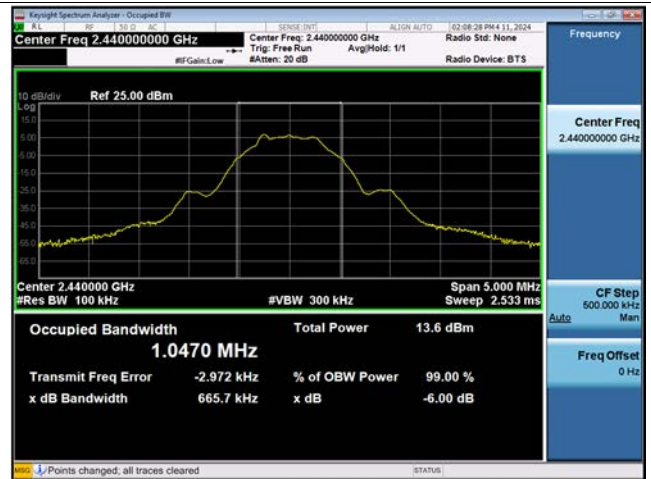 Keysight Spectrum Analyzer - Occupied BW
RL RF 50 Ω AC SENSE:INT ALIGN AUTO 02:08:28 PM 4 11, 2024
Center Freq 2.440000000 GHz Center Freq: 2.440000000 GHz Radio Std: None Frequency
Trig: Free Run Avg|Hold: 1/1
#IFGain:Low #Atten: 20 dB Radio Device: BTS
10 dB/div Ref 25.00 dBm
Log
15.0
5.00
-5.00
-15.0
-25.0
-35.0
-45.0
-55.0
-65.0
Center Freq
2.440000000 GHz
Center 2.440000 GHz Span 5.000 MHz
#Res BW 100 kHz #VBW 300 kHz Sweep 2.533 ms
CF Step
500.000 kHz
Auto Man
Occupied Bandwidth Total Power 13.6 dBm
1.0470 MHz
Freq Offset
0 Hz
Transmit Freq Error -2.972 kHz % of OBW Power 99.00 %
x dB Bandwidth 665.7 kHz x dB -6.00 dB
MSG Points changed; all traces cleared STATUS